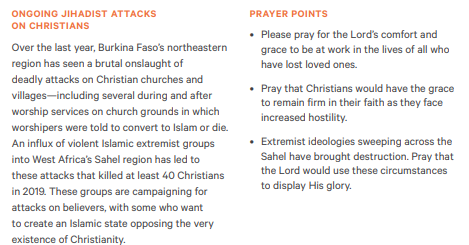 ONGOING JIHADIST ATTACKS
ON CHRISTIANS
Over the last year, Burkina Faso's northeastern
region has seen a brutal onslaught of
deadly attacks on Christian churches and
villages—including several during and after
worship services on church grounds in which
worshipers were told to convert to Islam or die.
An influx of violent Islamic extremist groups
into West Africa's Sahel region has led to
these attacks that killed at least 40 Christians
in 2019. These groups are campaigning for
attacks on believers, with some who want
to create an Islamic state opposing the very
existence of Christianity.
PRAYER POINTS
• Please pray for the Lord's comfort and
grace to be at work in the lives of all who
have lost loved ones.
• Pray that Christians would have the grace
to remain firm in their faith as they face
increased hostility.
• Extremist ideologies sweeping across the
Sahel have brought destruction. Pray that
the Lord would use these circumstances
to display His glory.